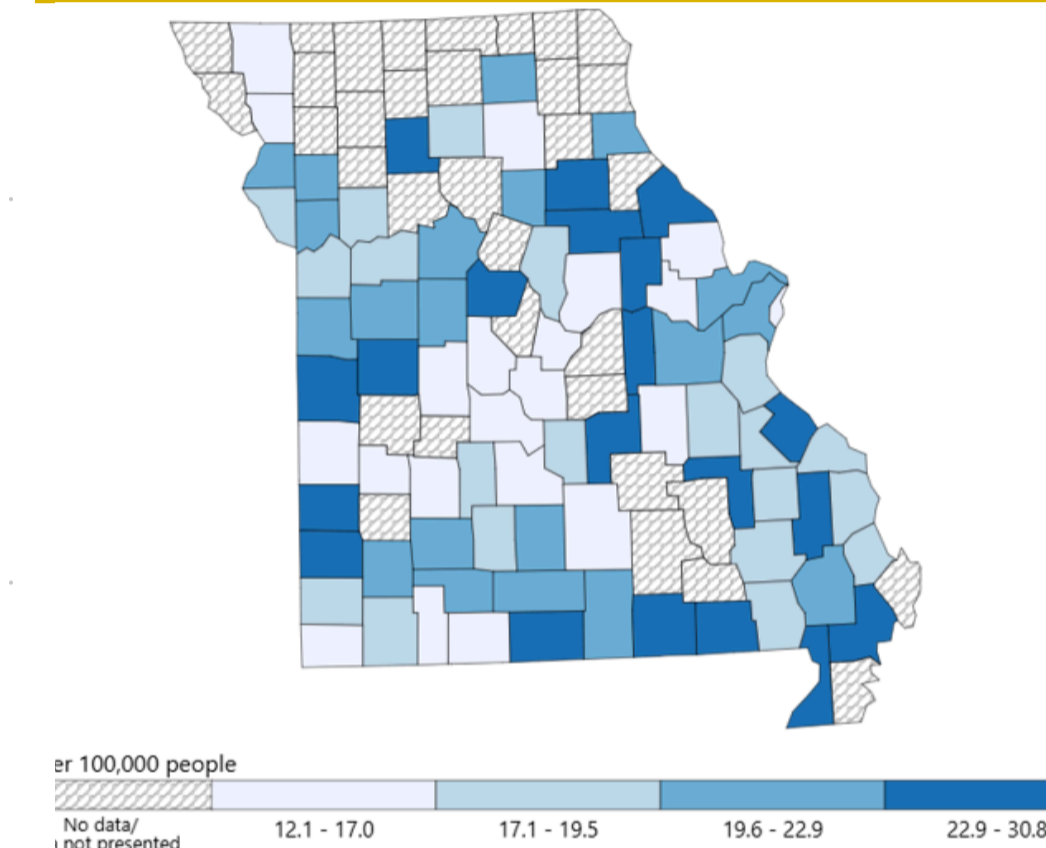 er 100,000 people
No data/
not presented
12.1 - 17.0
17.1 - 19.5
19.6 - 22.9
22.9 - 30.8